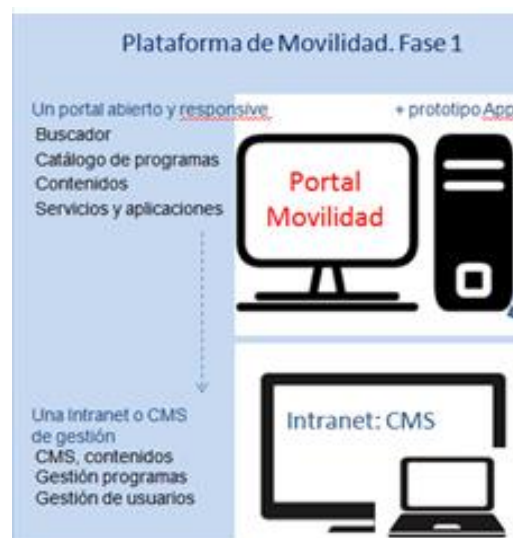 Plataforma de Movilidad. Fase 1
Un portal abierto y responsive
+ prototipo App
Buscador
Catálogo de programas
Contenidos
Servicios y aplicaciones
Portal
Movilidad
Una Intranet o CMS
de gestión
CMS, contenidos
Gestión programas
Gestión de usuarios
Intranet: CMS